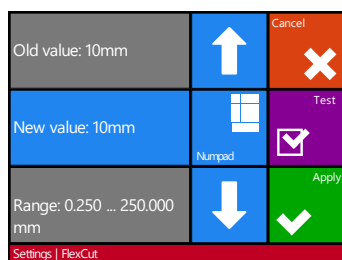 Old value: 10mm
Cancel
New value: 10mm
Numpad
Test
Range: 0.250 ... 250.000
mm
Apply
Settings | FlexCut